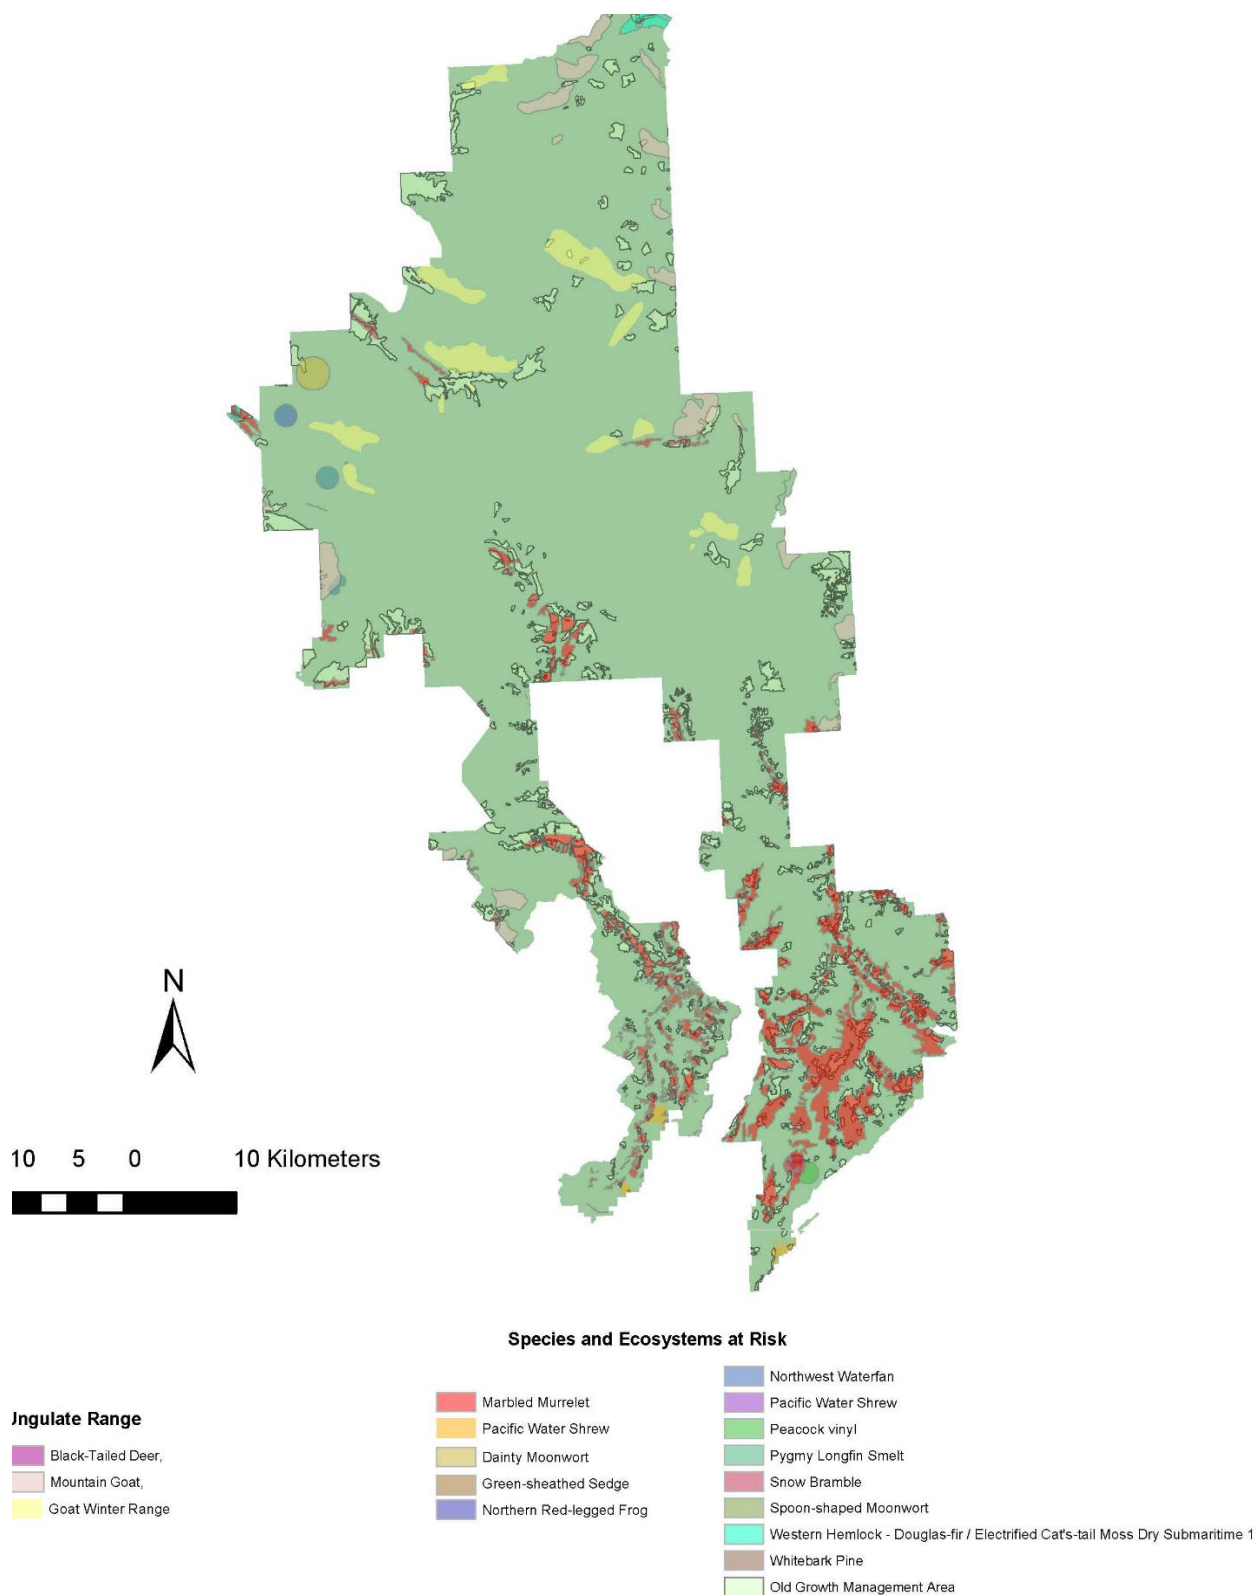 N
10 5 0 10 Kilometers
Species and Ecosystems at Risk
Ungulate Range
Black-Tailed Deer,
Mountain Goat,
Goat Winter Range
Marbled Murrelet
Pacific Water Shrew
Dainty Moonwort
Green-sheathed Sedge
Northern Red-legged Frog
Northwest Waterfan
Pacific Water Shrew
Peacock vinyl
Pygmy Longfin Smelt
Snow Bramble
Spoon-shaped Moonwort
Western Hemlock - Douglas-fir / Electrified Cat's-tail Moss Dry Submaritime 1
Whitebark Pine
Old Growth Management Area